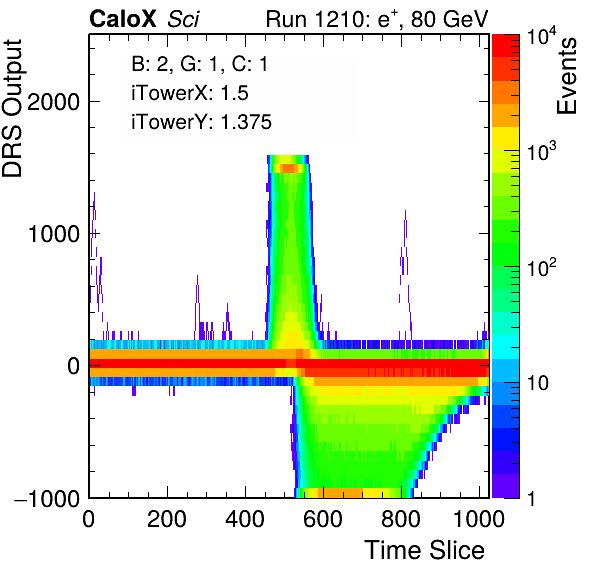 CaloX Sci
Run 1210: e⁺, 80 GeV
B: 2, G: 1, C: 1
iTowerX: 1.5
iTowerY: 1.375
DRS Output
2000
1000
0
−1000
0 200 400 600 800 1000
Time Slice
10⁴
10³
10²
10
1
Events